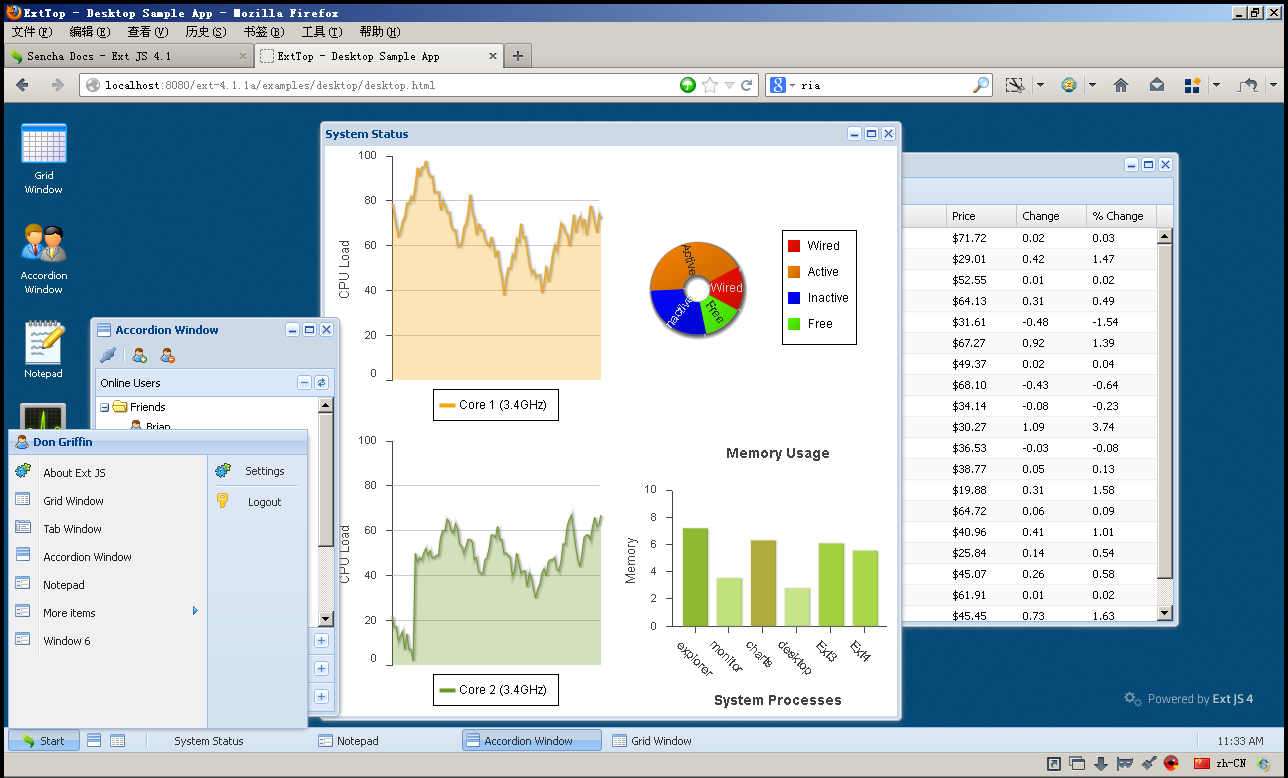 ExtTop - Desktop Sample App - Mozilla Firefox
文件(F) 编辑(E) 查看(V) 历史(S) 书签(B) 工具(T) 帮助(H)
Sencha Docs - Ext JS 4.1
ExtTop - Desktop Sample App
localhost:8080/ext-4.1.1a/examples/desktop/desktop.html
8
ria
Grid Window
Accordion Window
Notepad
System Status
100
80
60
40
20
0
CPU Load
Core 1 (3.4GHz)
100
80
60
40
20
0
CPU Load
Core 2 (3.4GHz)
Active
Wired
Free
Inactive
Wired
Active
Inactive
Free
Memory Usage
10
8
6
4
2
0
Memory
explorer
monitor
charts
desktop
Ext3
Ext4
System Processes
Price Change % Change
$71.72 0.02 0.03
$29.01 0.42 1.47
$52.55 0.01 0.02
$64.13 0.31 0.49
$31.61 -0.48 -1.54
$67.27 0.92 1.39
$49.37 0.02 0.04
$68.10 -0.43 -0.64
$34.14 -0.08 -0.23
$30.27 1.09 3.74
$36.53 -0.03 -0.08
$38.77 0.05 0.13
$19.88 0.31 1.58
$64.72 0.06 0.09
$40.96 0.41 1.01
$25.84 0.14 0.54
$45.07 0.26 0.58
$61.91 0.01 0.02
$45.45 0.73 1.63
Accordion Window
Online Users
Friends
Brian
Don Griffin
About Ext JS
Grid Window
Tab Window
Accordion Window
Notepad
More items
Window 6
Settings
Logout
Powered by Ext JS 4
Start
System Status
Notepad
Accordion Window
Grid Window
11:33 AM
zh-CN